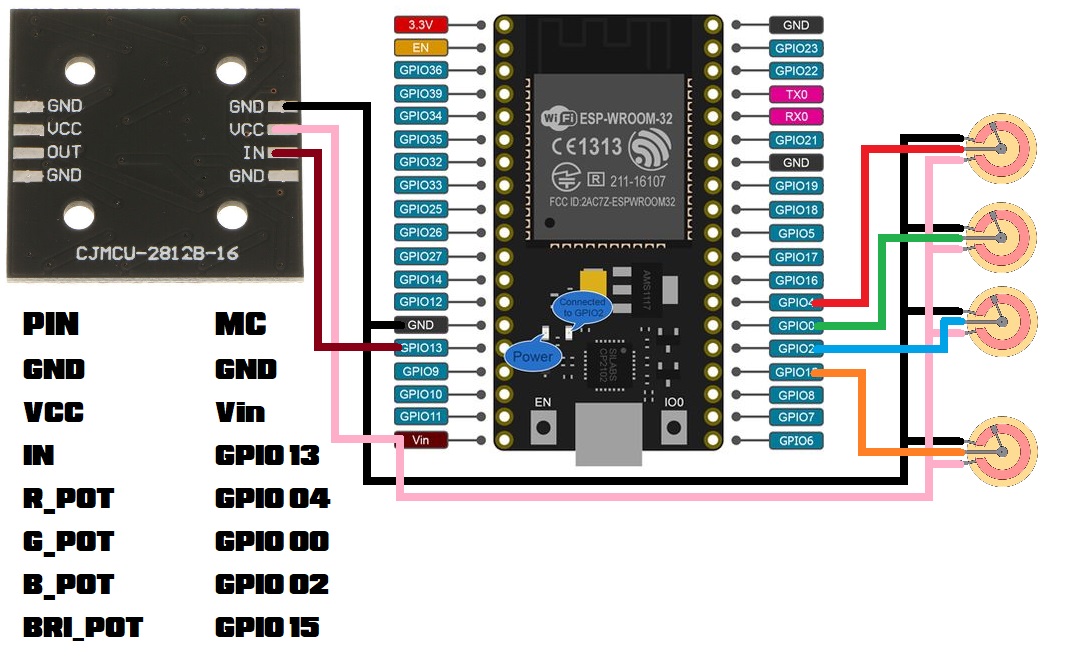 GND
VCC
OUT
GND
GND
VCC
IN
GND
CJMCU-2812B-16
PIN MC
GND GND
VCC Vin
IN GPIO 13
R_POT GPIO 04
G_POT GPIO 00
B_POT GPIO 02
BRI_POT GPIO 15
3.3V
EN
GPIO36
GPIO39
GPIO34
GPIO35
GPIO32
GPIO33
GPIO25
GPIO26
GPIO27
GPIO14
GPIO12
GND
GPIO13
GPIO9
GPIO10
GPIO11
Vin
WiFi ESP-WROOM-32
CE1313
R 211-16107
FCC ID:2AC7Z-ESPWROOM32
AMS1117
Connected
to GPIO2
Power
SILABS
CP2102
EN
IO0
GND
GPIO23
GPIO22
TX0
RX0
GPIO21
GND
GPIO19
GPIO18
GPIO5
GPIO17
GPIO16
GPIO4
GPIO0
GPIO2
GPIO8
GPIO7
GPIO6